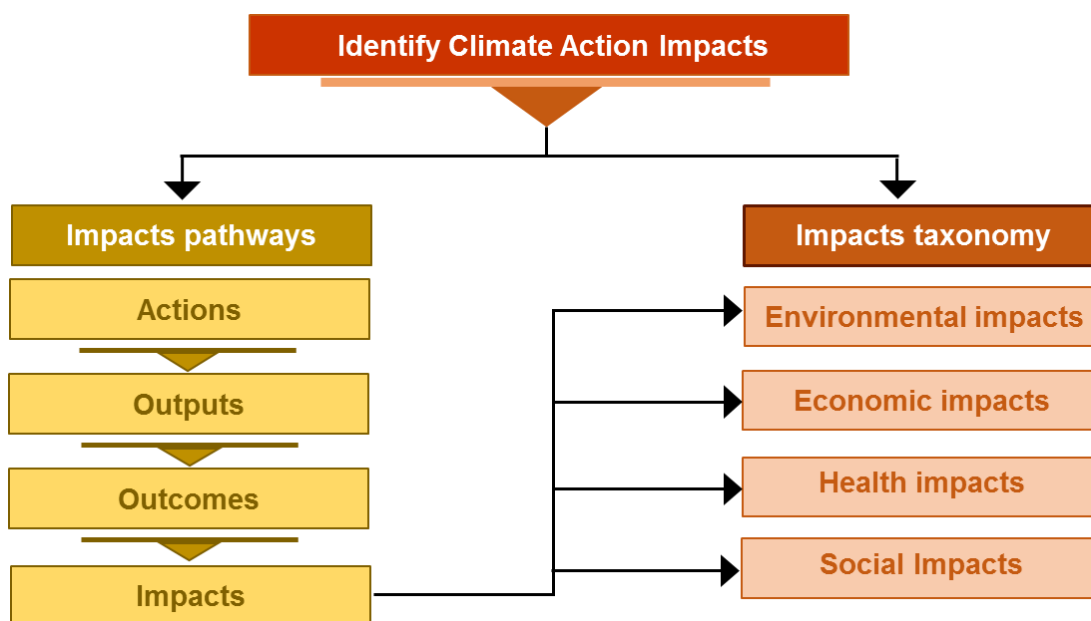 Identify Climate Action Impacts
Impacts pathways
Actions
Outputs
Outcomes
Impacts
Impacts taxonomy
Environmental impacts
Economic impacts
Health impacts
Social Impacts